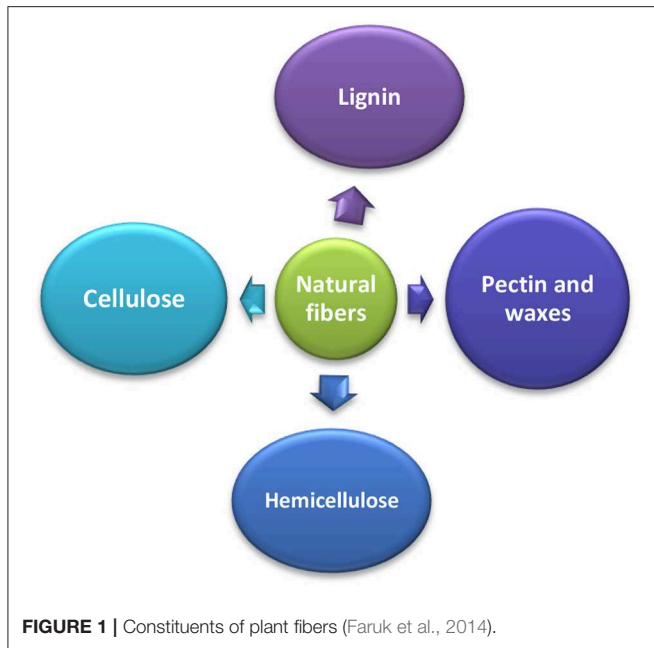 Lignin
Cellulose
Natural
fibers
Pectin and
waxes
Hemicellulose
FIGURE 1 | Constituents of plant fibers (Faruk et al., 2014).